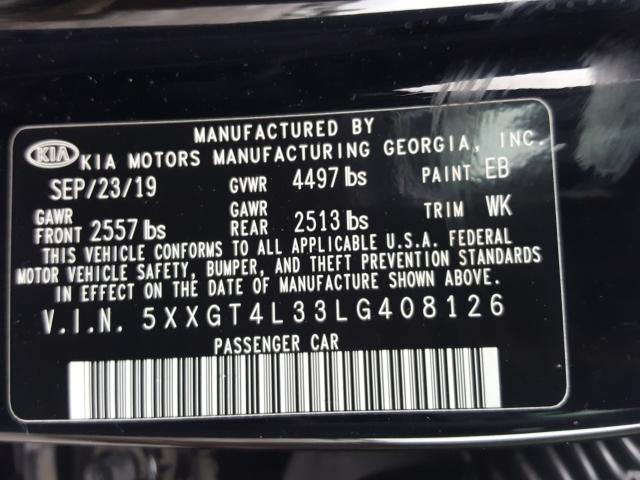 MANUFACTURED BY
KIA KIA MOTORS MANUFACTURING GEORGIA, INC.
SEP/23/19 GVWR 4497 lbs PAINT EB
GAWR FRONT 2557 lbs GAWR REAR 2513 lbs TRIM WK
THIS VEHICLE CONFORMS TO ALL APPLICABLE U.S.A. FEDERAL
MOTOR VEHICLE SAFETY, BUMPER, AND THEFT PREVENTION STANDARDS
IN EFFECT ON THE DATE OF MANUFACTURE SHOWN ABOVE.
V.I.N. 5XXGT4L33LG408126
PASSENGER CAR